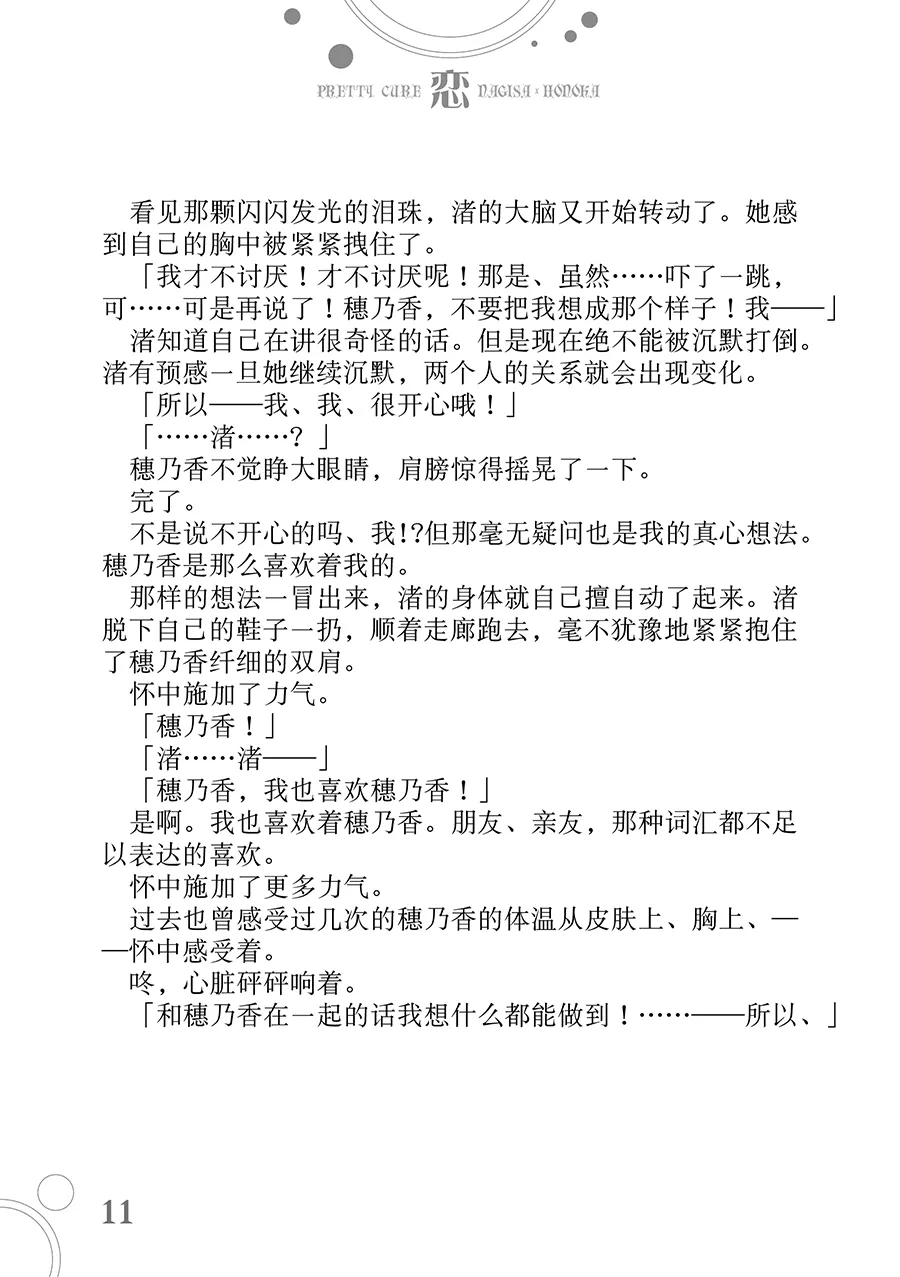 PRETTY CURE 恋 NAGISA × HONOKA
看见那颗闪闪发光的泪珠，渚的大脑又开始转动了。她感
到自己的胸中被紧紧拽住了。
「我才不讨厌！才不讨厌呢！那是、虽然……吓了一跳，
可……可是再说了！穗乃香，不要把我想成那个样子！我——」
渚知道自己在讲很奇怪的话。但是现在绝不能被沉默打倒。
渚有预感一旦她继续沉默，两个人的关系就会出现变化。
「所以——我、我、很开心哦！」
「……渚……？」
穗乃香不觉睁大眼睛，肩膀惊得摇晃了一下。
完了。
不是说不开心的吗、我!?但那毫无疑问也是我的真心想法。
穗乃香是那么喜欢着我的。
那样的想法一冒出来，渚的身体就自己擅自动了起来。渚
脱下自己的鞋子一扔，顺着走廊跑去，毫不犹豫地紧紧抱住
了穗乃香纤细的双肩。
怀中施加了力气。
「穗乃香！」
「渚……渚——」
「穗乃香，我也喜欢穗乃香！」
是啊。我也喜欢着穗乃香。朋友、亲友，那种词汇都不足
以表达的喜欢。
怀中施加了更多力气。
过去也曾感受过几次的穗乃香的体温从皮肤上、胸上、—
—怀中感受着。
咚，心脏砰砰响着。
「和穗乃香在一起的话我想什么都能做到！……——所以、」
11